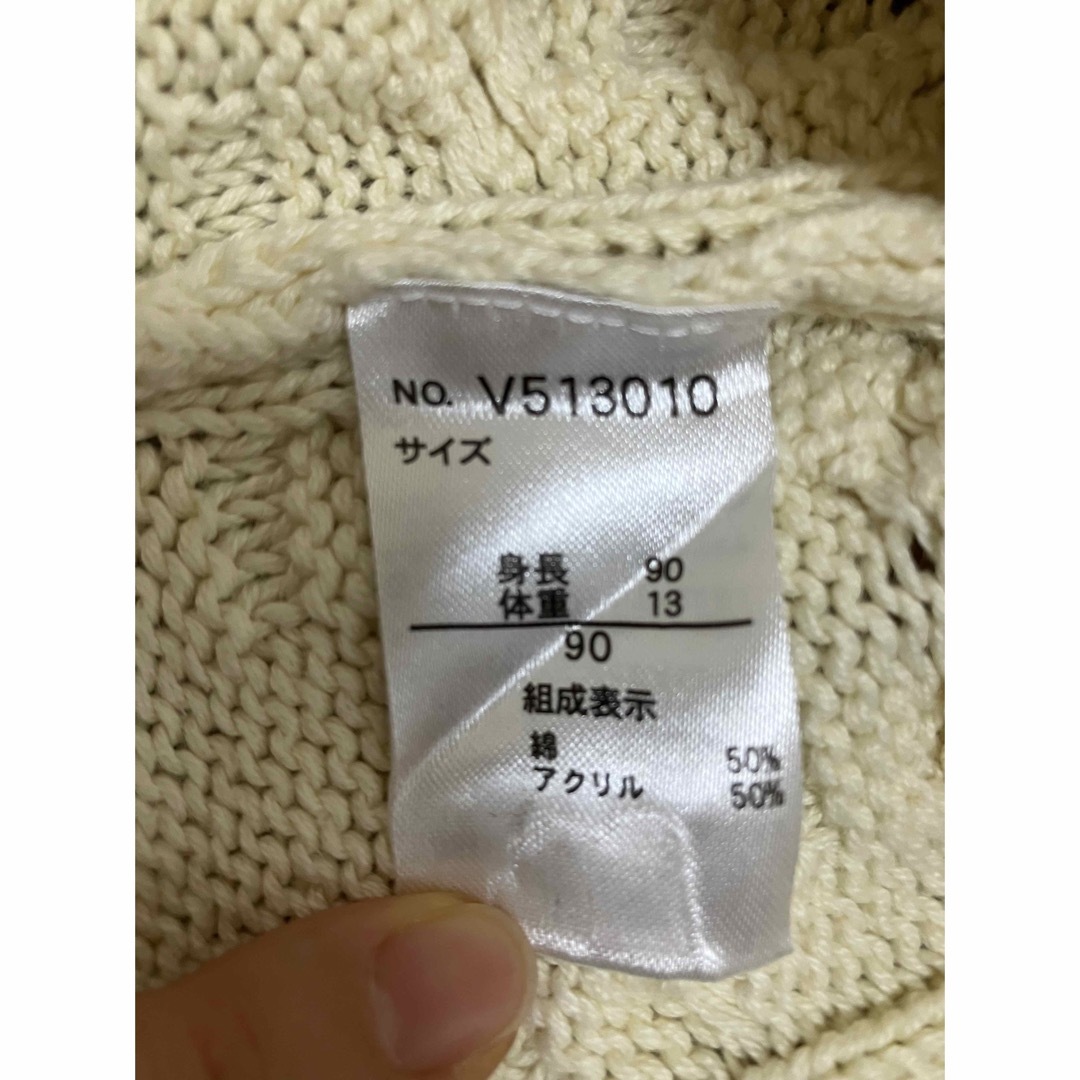 NO. V513010
サイズ
身長 90
体重 13
90
組成表示
綿 50%
アクリル 50%